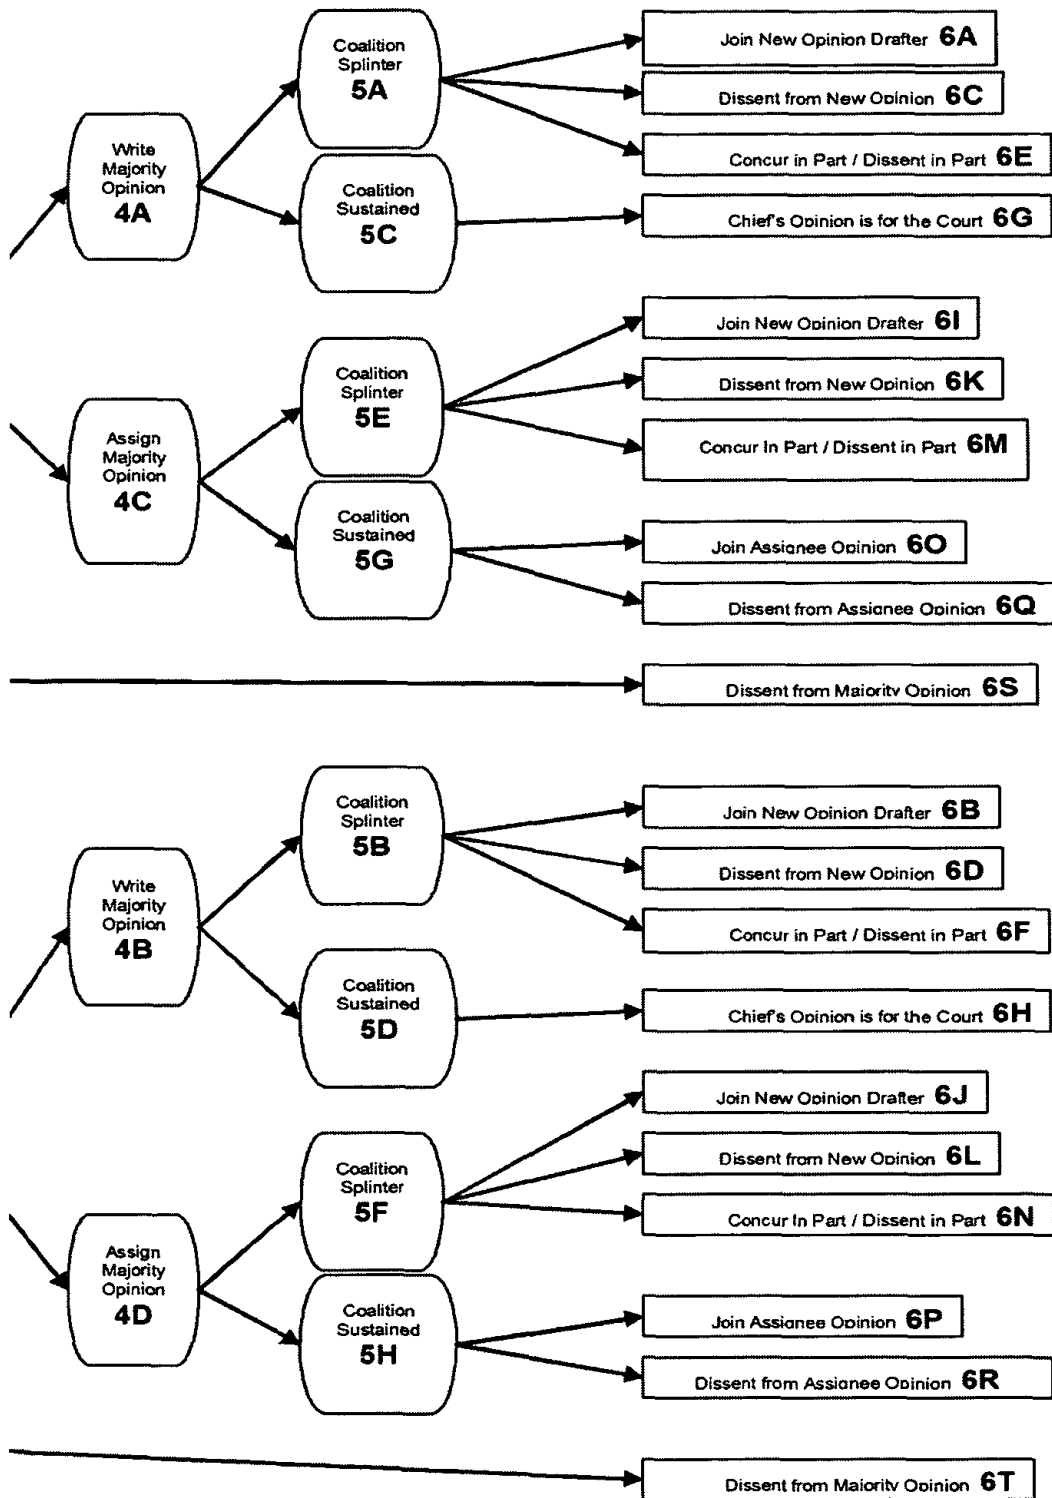 Join New Opinion Drafter 6A
Coalition
Splinter
5A
Dissent from New Opinion 6C
Write
Majority
Opinion
4A
Concur in Part / Dissent in Part 6E
Coalition
Sustained
5C
Chief's Opinion is for the Court 6G
Join New Opinion Drafter 6I
Coalition
Splinter
5E
Dissent from New Opinion 6K
Assign
Majority
Opinion
4C
Concur In Part / Dissent in Part 6M
Coalition
Sustained
5G
Join Assignee Opinion 6O
Dissent from Assignee Opinion 6Q
Dissent from Majority Opinion 6S
Coalition
Splinter
5B
Join New Opinion Drafter 6B
Dissent from New Opinion 6D
Write
Majority
Opinion
4B
Concur in Part / Dissent in Part 6F
Coalition
Sustained
5D
Chief's Opinion is for the Court 6H
Join New Opinion Drafter 6J
Coalition
Splinter
5F
Dissent from New Opinion 6L
Concur In Part / Dissent in Part 6N
Assign
Majority
Opinion
4D
Coalition
Sustained
5H
Join Assignee Opinion 6P
Dissent from Assignee Opinion 6R
Dissent from Majority Opinion 6T